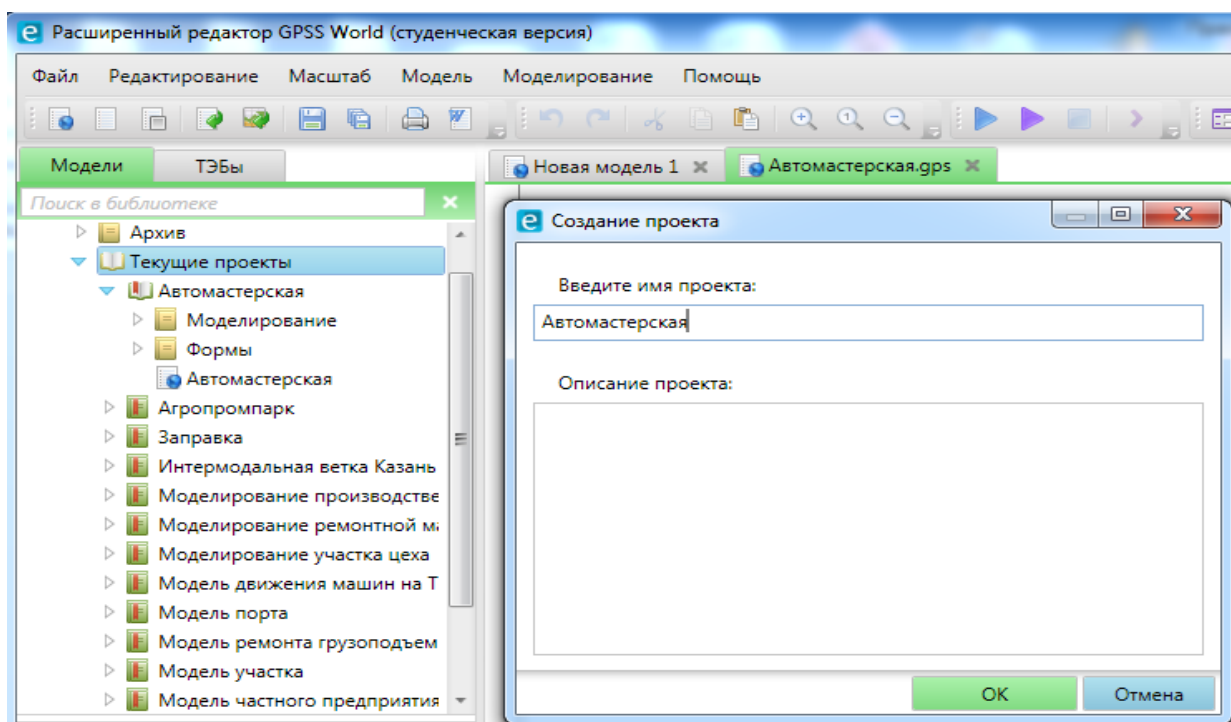 Расширенный редактор GPSS World (студенческая версия)
Файл Редактирование Масштаб Модель Моделирование Помощь
Модели ТЭБы
Новая модель 1 Автомастерская.gps
Поиск в библиотеке
Архив
Текущие проекты
Автомастерская
Моделирование
Формы
Автомастерская
Агропромпарк
Заправка
Интермодальная ветка Казань
Моделирование производстве
Моделирование ремонтной ма
Моделирование участка цеха
Модель движения машин на Т
Модель порта
Модель ремонта грузоподъем
Модель участка
Модель частного предприятия
Создание проекта
Введите имя проекта:
Автомастерская
Описание проекта:
OK Отмена